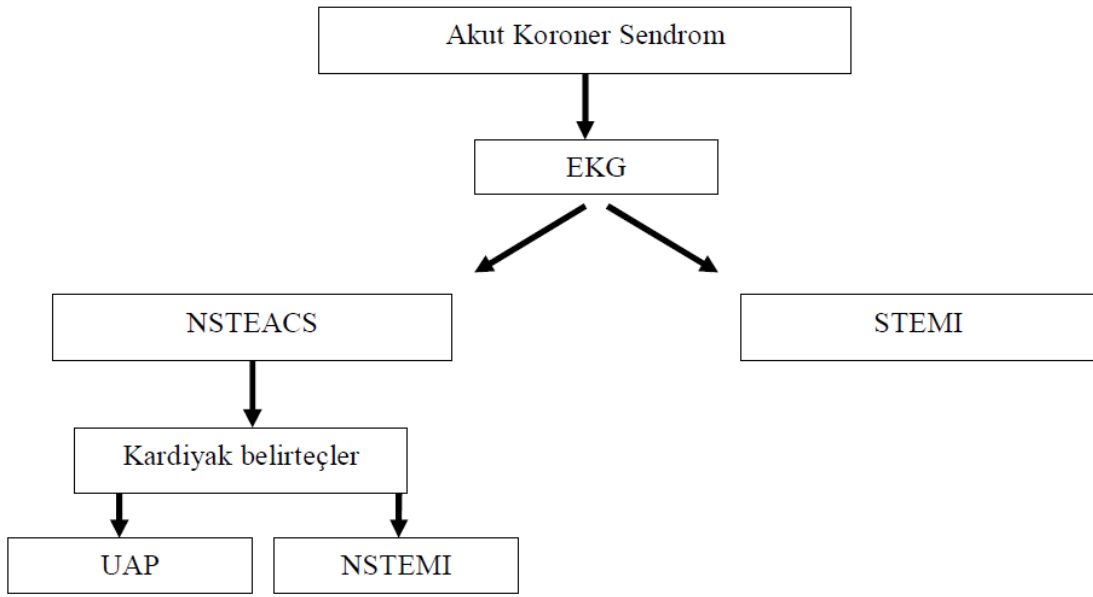 Akut Koroner Sendrom
EKG
NSTEACS
STEMI
Kardiyak belirteçler
UAP
NSTEMI